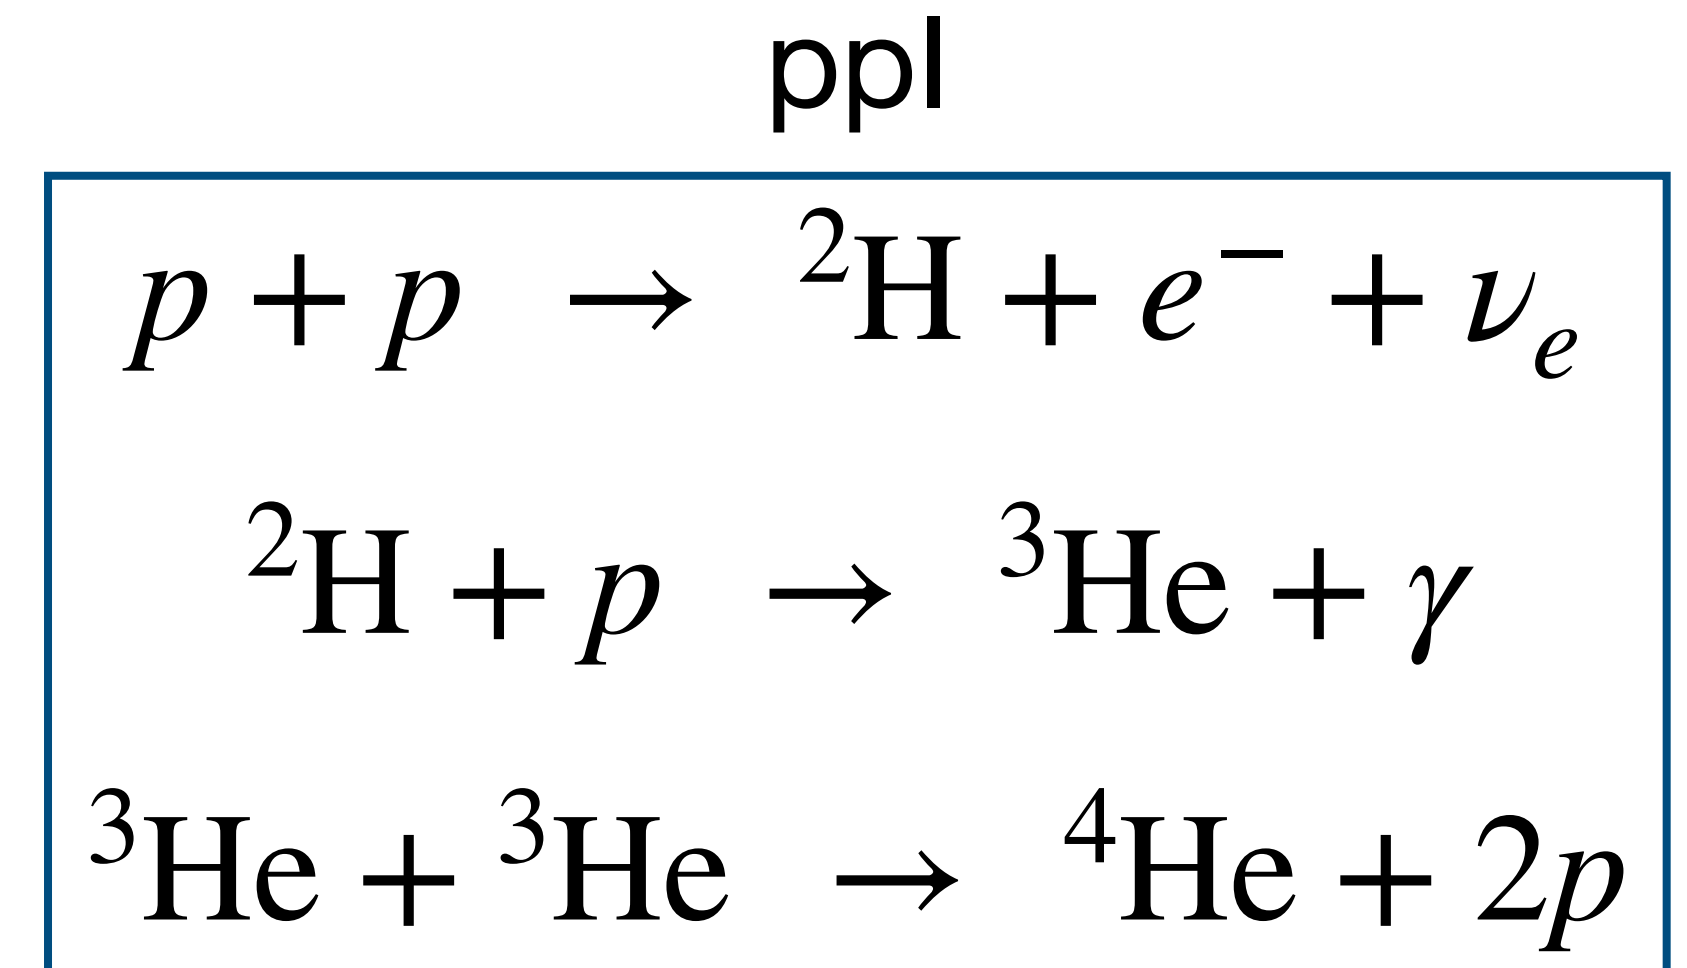 ppI
p + p → ²H + e⁻ + νₑ
²H + p → ³He + γ
³He + ³He → ⁴He + 2p